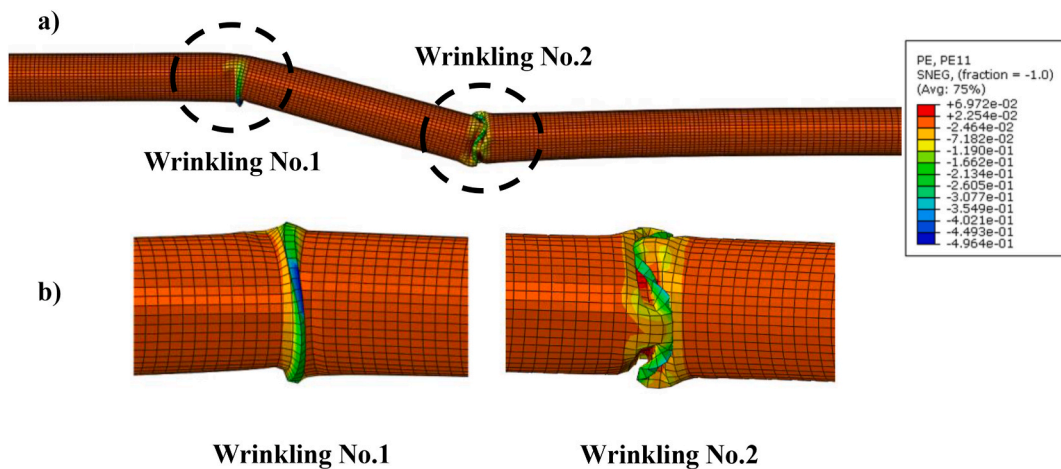 a)
Wrinkling No.2
Wrinkling No.1
PE, PE11
SNEG, (fraction = -1.0)
(Avg: 75%)
+6.972e-02
+2.254e-02
-2.464e-02
-7.182e-02
-1.190e-01
-1.662e-01
-2.134e-01
-2.605e-01
-3.077e-01
-3.549e-01
-4.021e-01
-4.493e-01
-4.964e-01
b)
Wrinkling No.1
Wrinkling No.2